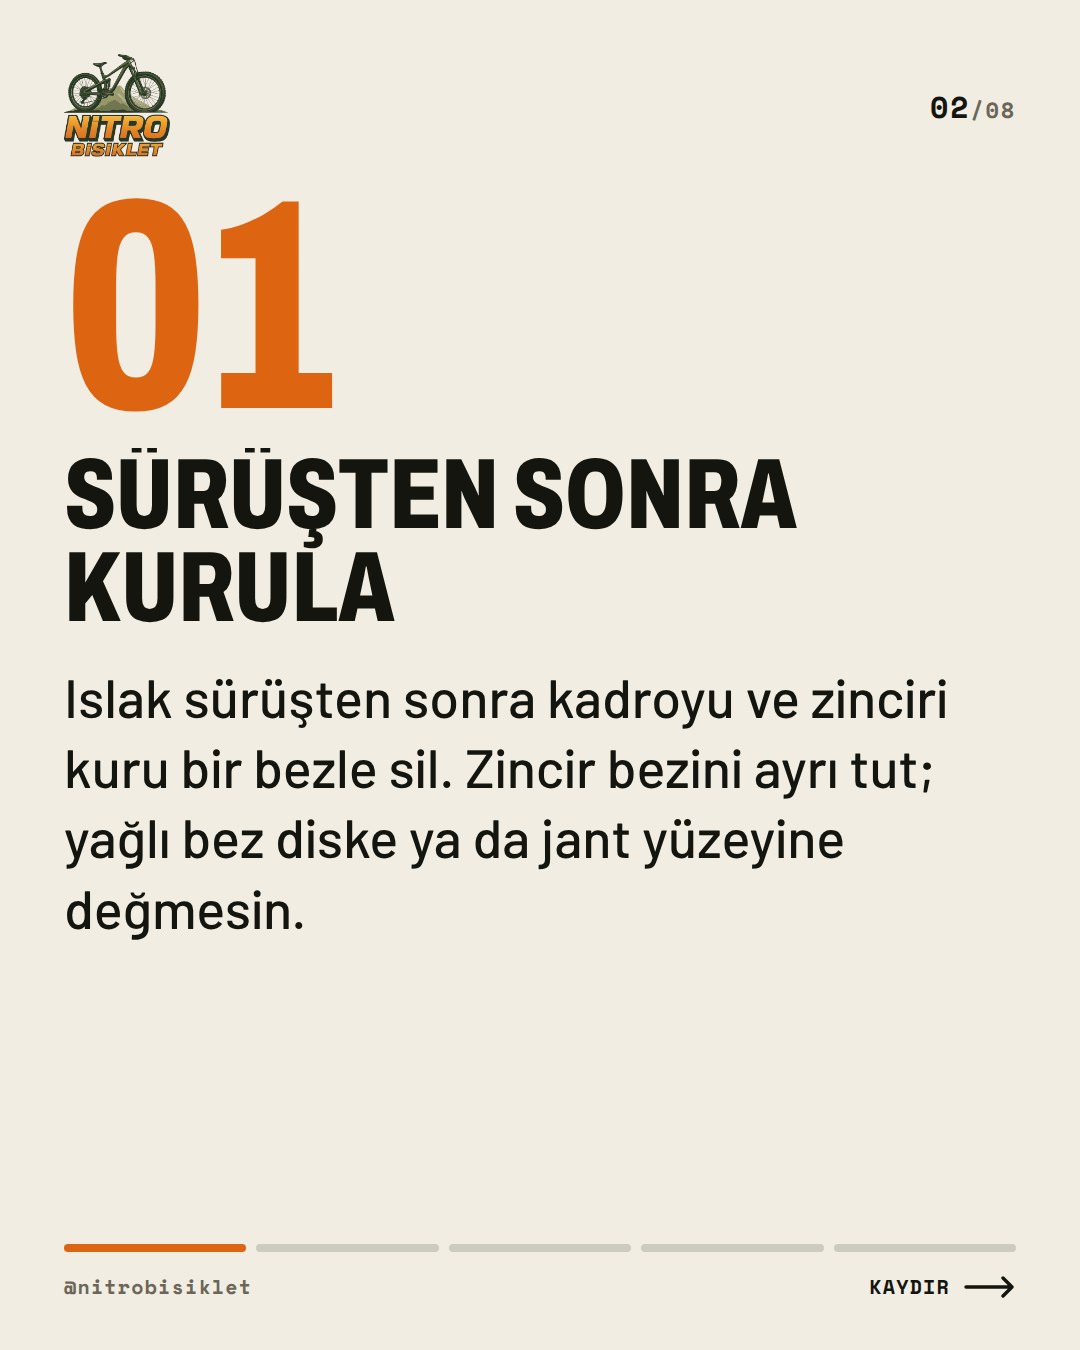 NiTRO
BISIKLET
02/08
01
SÜRÜŞTEN SONRA
KURULA
Islak sürüşten sonra kadroyu ve zinciri
kuru bir bezle sil. Zincir bezini ayrı tut;
yağlı bez diske ya da jant yüzeyine
değmesin.
@nitrobisiklet
KAYDIR